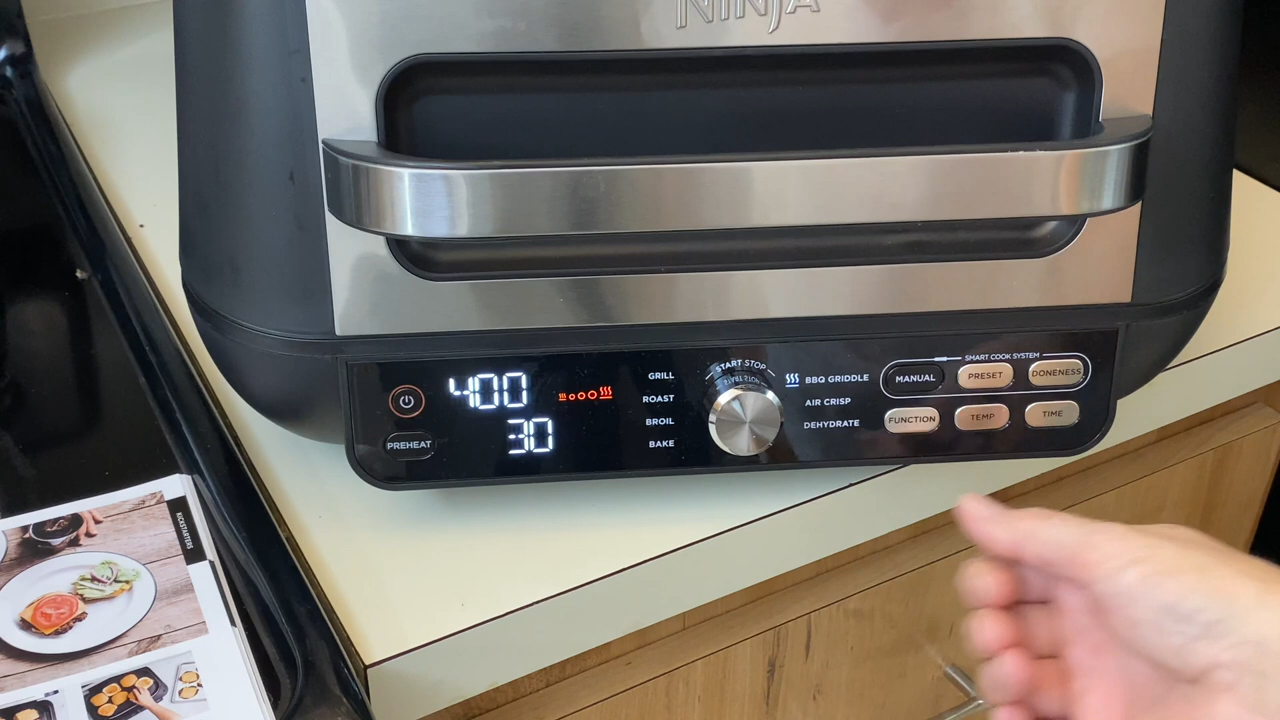 NINJA
400
30
PREHEAT
GRILL
ROAST
BROIL
BAKE
START STOP
BBQ GRIDDLE
AIR CRISP
DEHYDRATE
SMART COOK SYSTEM
MANUAL
PRESET
DONENESS
FUNCTION
TEMP
TIME
KICKSTARTERS